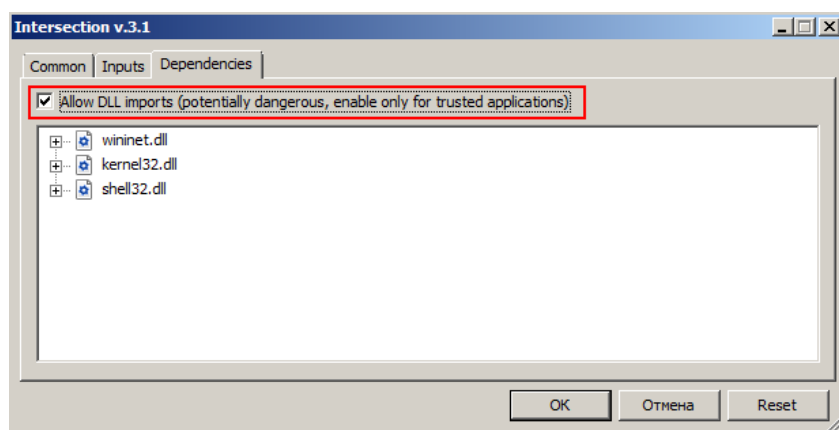 Intersection v.3.1
Common Inputs Dependencies
Allow DLL imports (potentially dangerous, enable only for trusted applications)
wininet.dll
kernel32.dll
shell32.dll
OK Отмена Reset